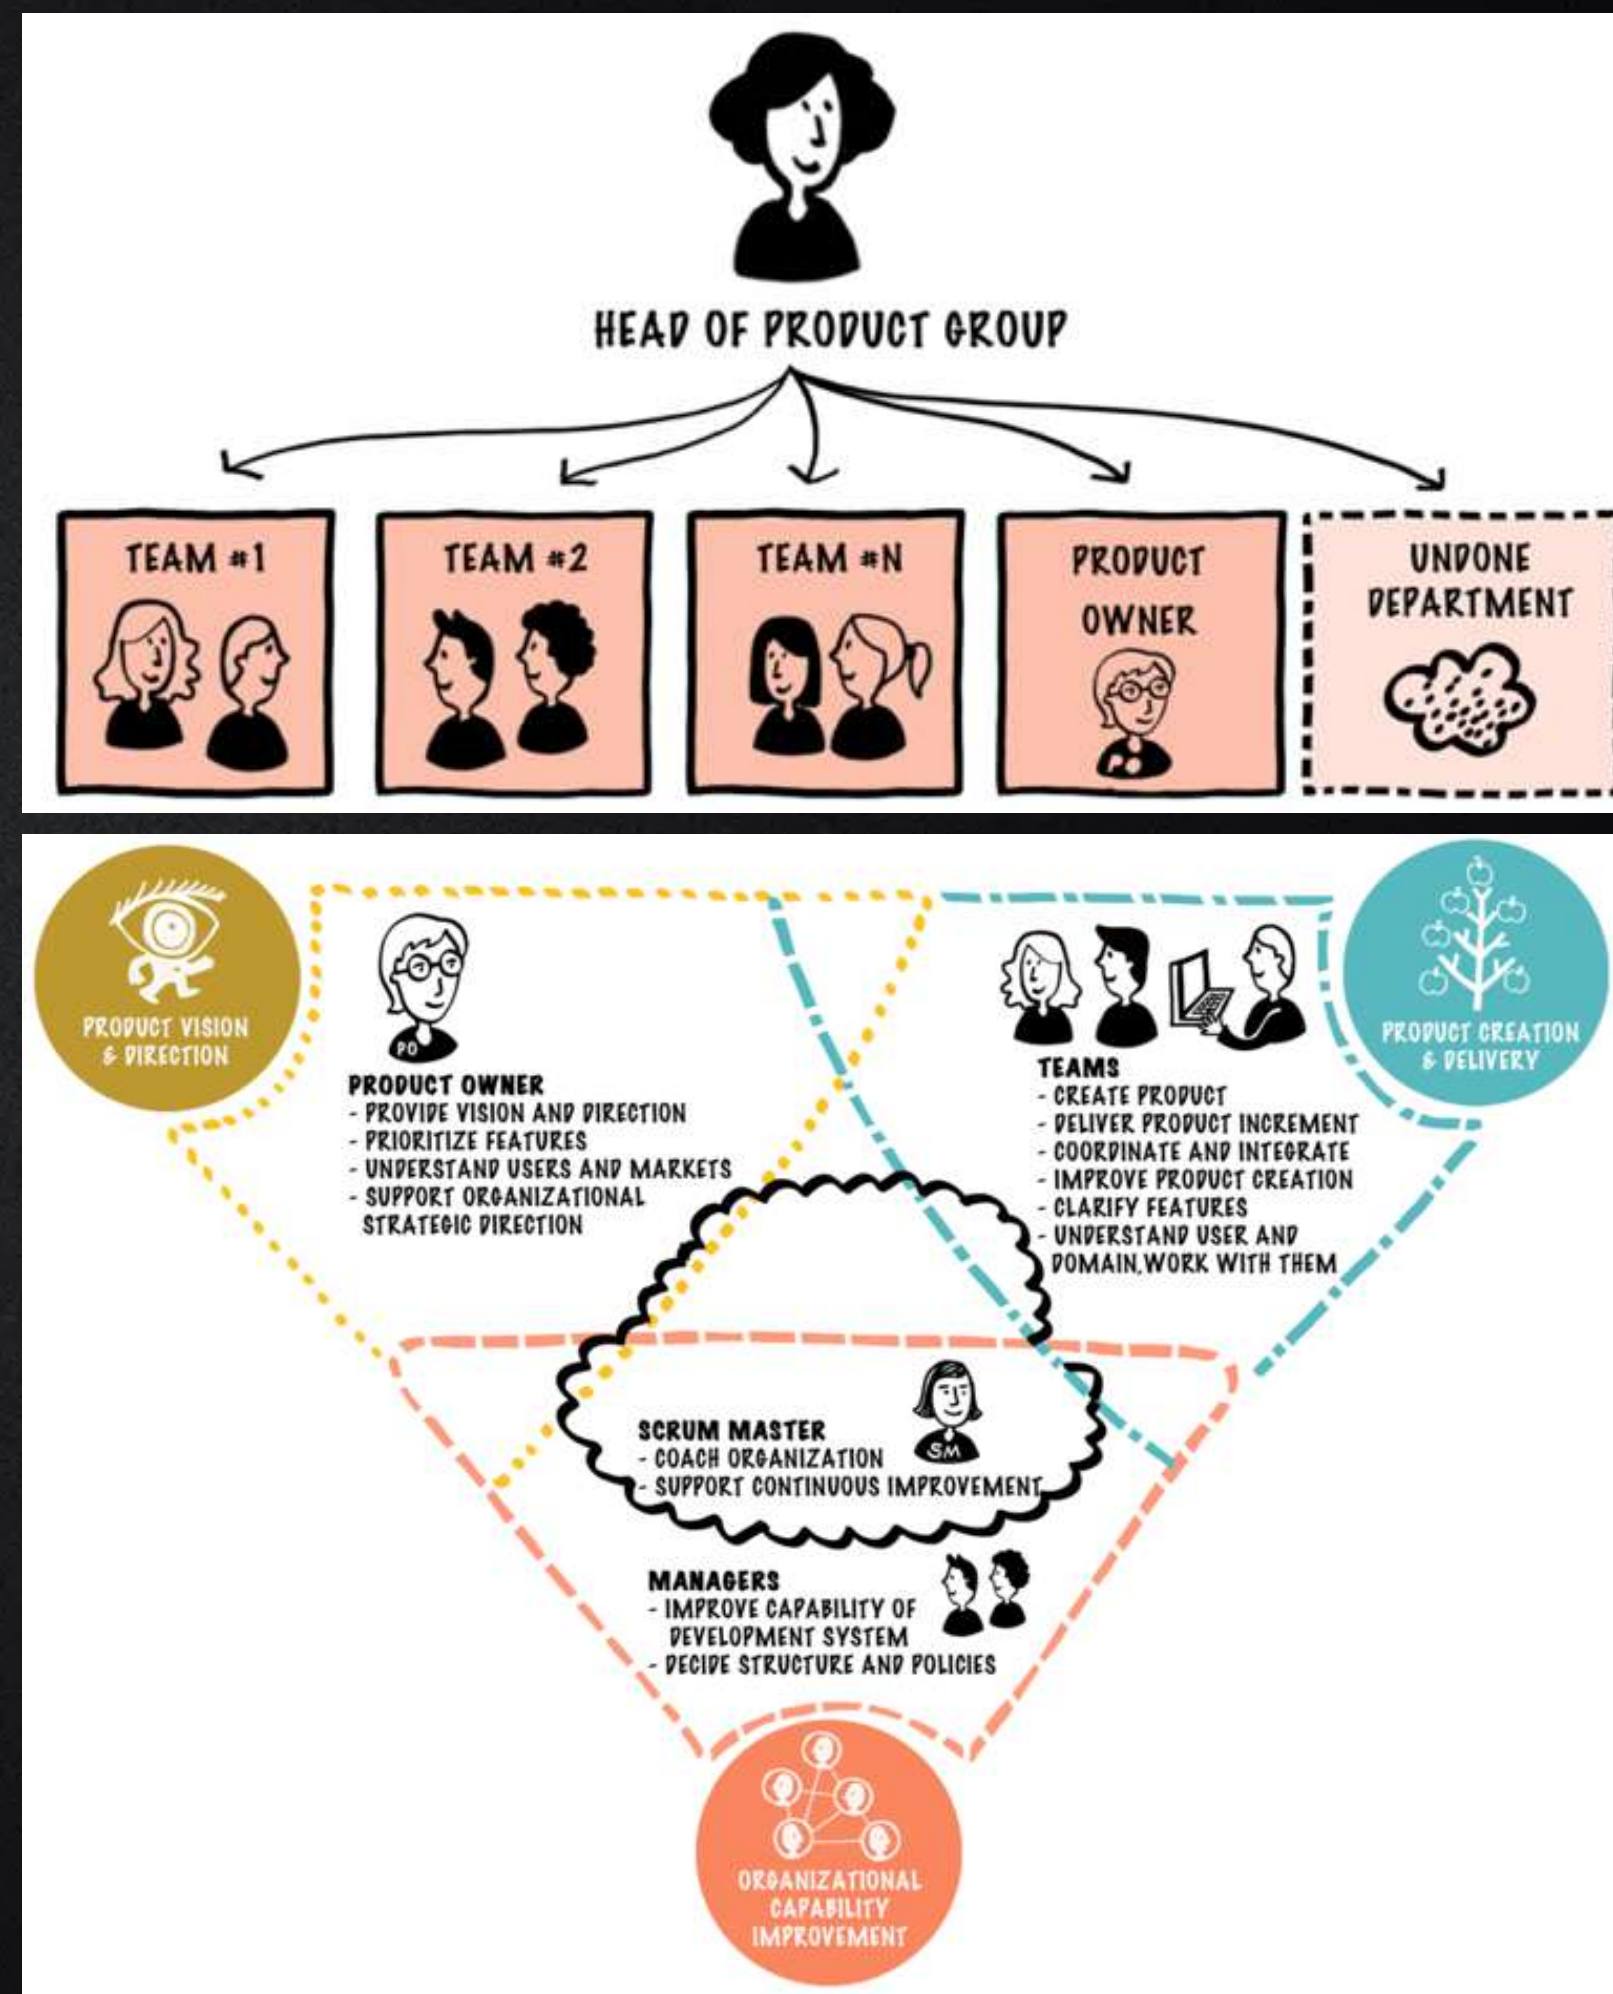 HEAD OF PRODUCT GROUP
TEAM #1
TEAM #2
TEAM #N
PRODUCT
OWNER
PO
UNDONE
DEPARTMENT
PRODUCT VISION
& DIRECTION
PO
PRODUCT OWNER
- PROVIDE VISION AND DIRECTION
- PRIORITIZE FEATURES
- UNDERSTAND USERS AND MARKETS
- SUPPORT ORGANIZATIONAL
STRATEGIC DIRECTION
PRODUCT CREATION
& DELIVERY
TEAMS
- CREATE PRODUCT
- DELIVER PRODUCT INCREMENT
- COORDINATE AND INTEGRATE
- IMPROVE PRODUCT CREATION
- CLARIFY FEATURES
- UNDERSTAND USER AND
DOMAIN,WORK WITH THEM
SCRUM MASTER
- COACH ORGANIZATION
- SUPPORT CONTINUOUS IMPROVEMENT
SM
MANAGERS
- IMPROVE CAPABILITY OF
DEVELOPMENT SYSTEM
- DECIDE STRUCTURE AND POLICIES
ORGANIZATIONAL
CAPABILITY
IMPROVEMENT